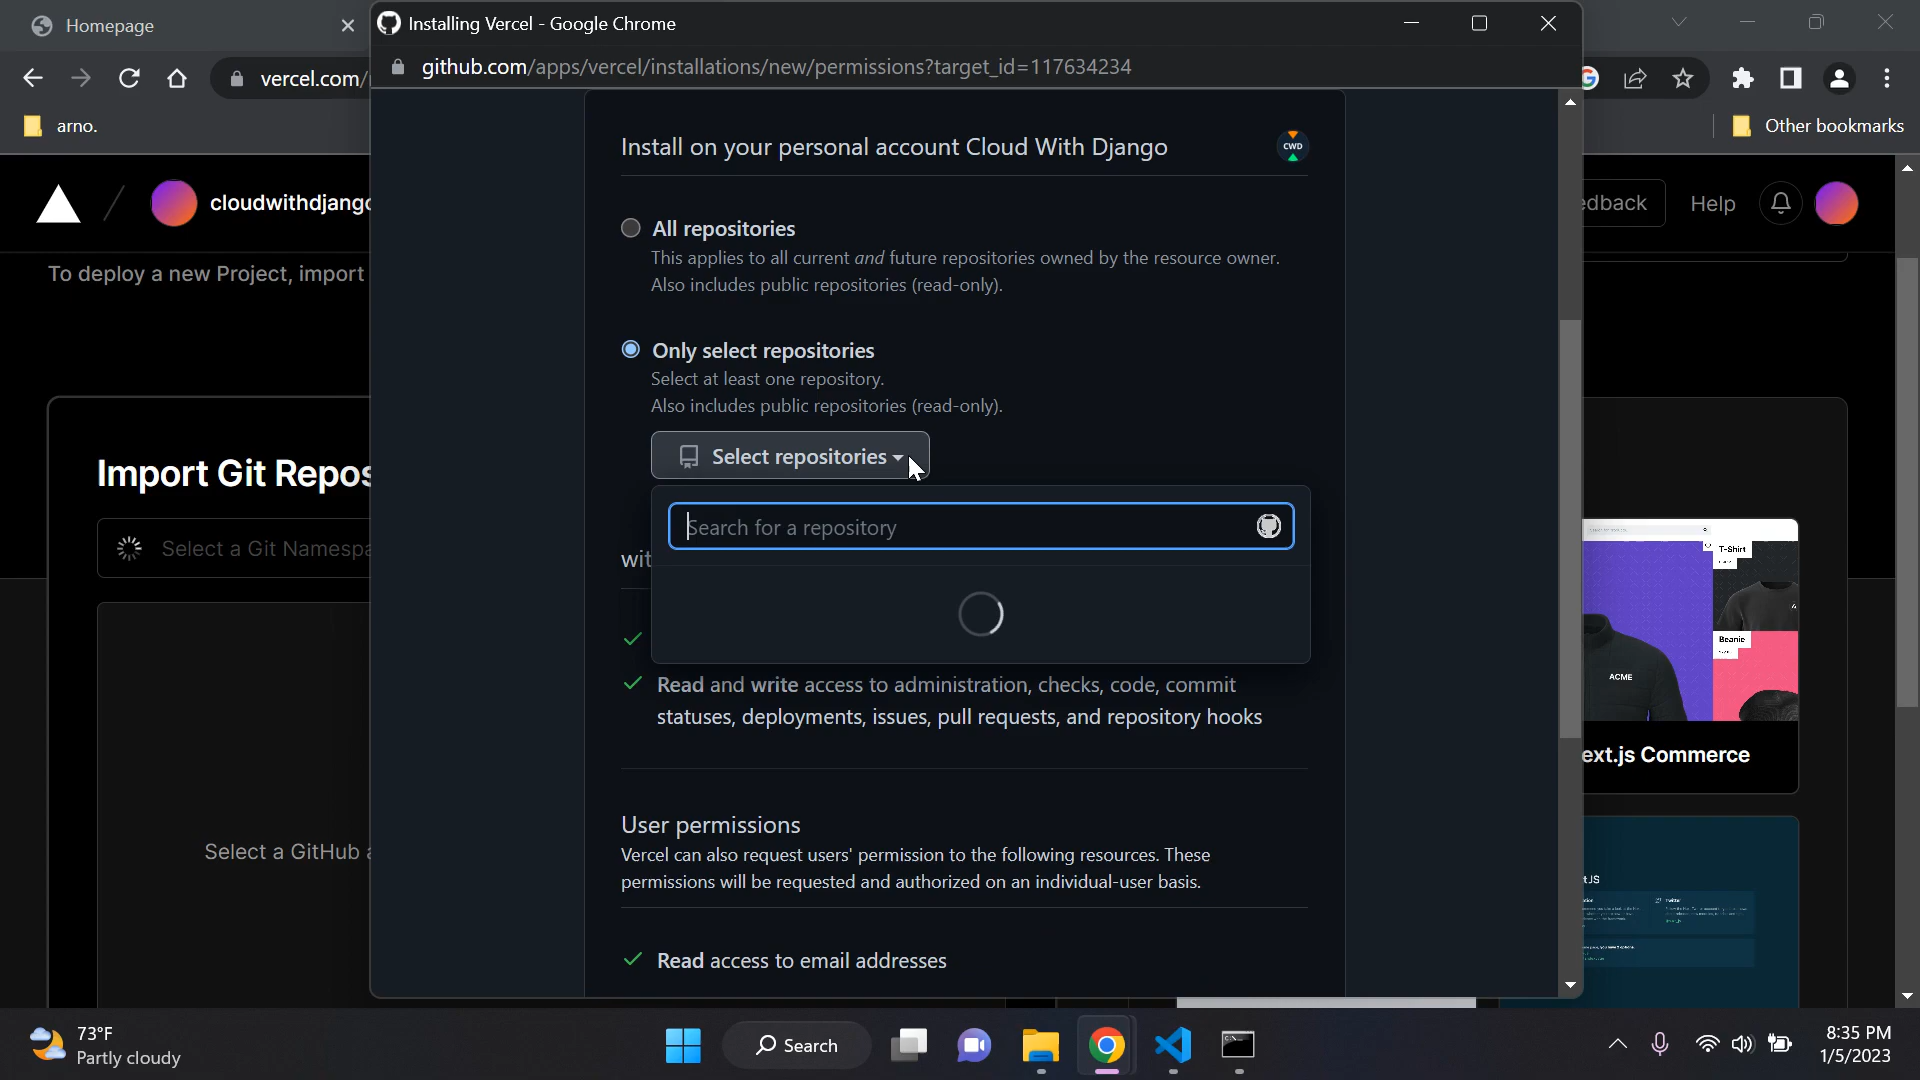 Homepage
Installing Vercel - Google Chrome
github.com/apps/vercel/installations/new/permissions?target_id=117634234
vercel.com/
arno.
Other bookmarks
cloudwithdjango
edback
Help
To deploy a new Project, import
Import Git Repos
Select a Git Namespa
Select a GitHub
Install on your personal account Cloud With Django
CWD
All repositories
This applies to all current and future repositories owned by the resource owner.
Also includes public repositories (read-only).
Only select repositories
Select at least one repository.
Also includes public repositories (read-only).
Select repositories
Search for a repository
wit
Read and write access to administration, checks, code, commit
statuses, deployments, issues, pull requests, and repository hooks
User permissions
Vercel can also request users' permission to the following resources. These
permissions will be requested and authorized on an individual-user basis.
Read access to email addresses
T-Shirt
Beanie
ACME
ext.js Commerce
tJS
Twitter
73°F
Partly cloudy
Search
8:35 PM
1/5/2023